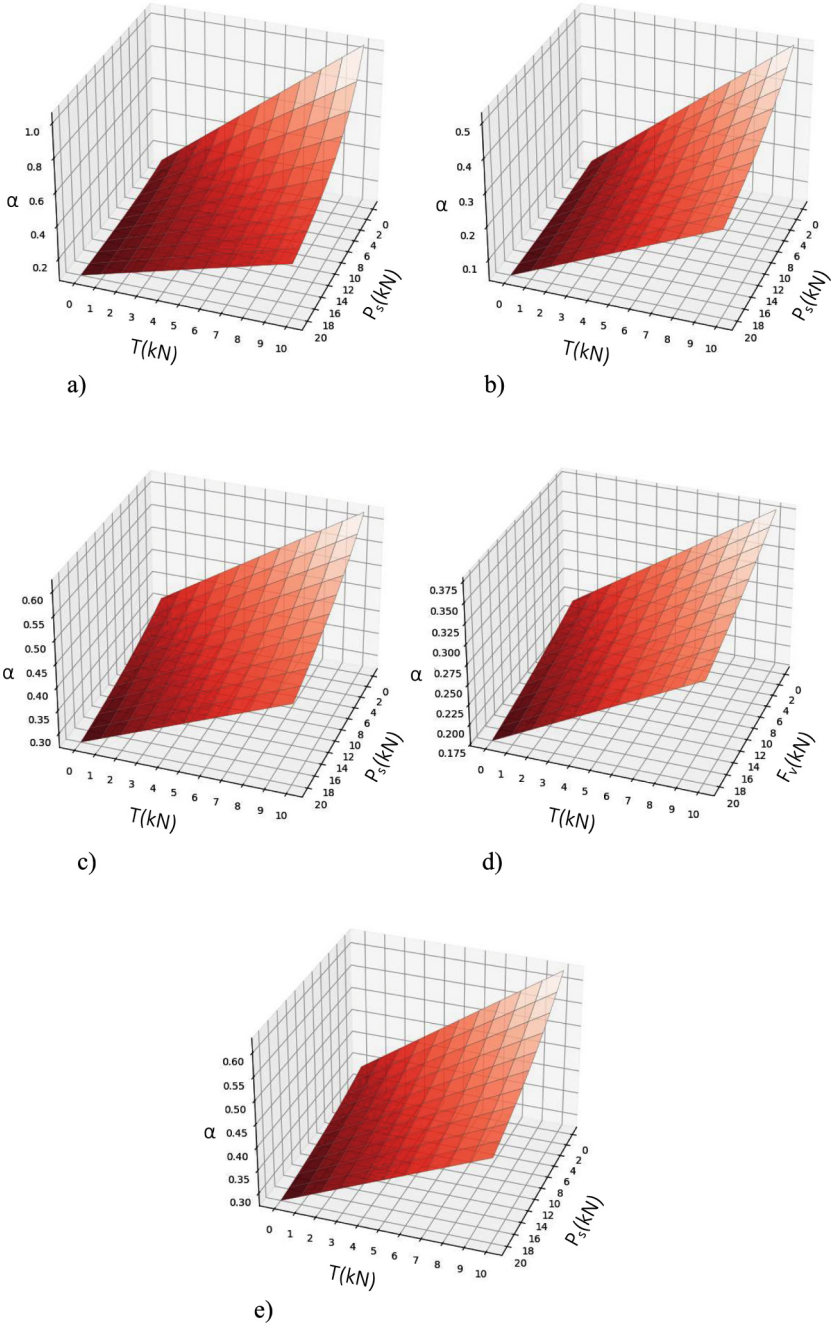 1.0
0.8
0.6
0.4
0.2
α
0 1 2 3 4 5 6 7 8 9 10
T(kN)
0 2 4 6 8 10 12 14 16 18 20
Pₛ(kN)
a)
0.5
0.4
0.3
0.2
0.1
α
0 1 2 3 4 5 6 7 8 9 10
T(kN)
0 2 4 6 8 10 12 14 16 18 20
Pₛ(kN)
b)
0.60
0.55
0.50
0.45
0.40
0.35
0.30
α
0 1 2 3 4 5 6 7 8 9 10
T(kN)
0 2 4 6 8 10 12 14 16 18 20
Pₛ(kN)
c)
0.375
0.350
0.325
0.300
0.275
0.250
0.225
0.200
0.175
α
0 1 2 3 4 5 6 7 8 9 10
T(kN)
0 2 4 6 8 10 12 14 16 18 20
Fᵥ(kN)
d)
0.60
0.55
0.50
0.45
0.40
0.35
0.30
α
0 1 2 3 4 5 6 7 8 9 10
T(kN)
0 2 4 6 8 10 12 14 16 18 20
Pₛ(kN)
e)